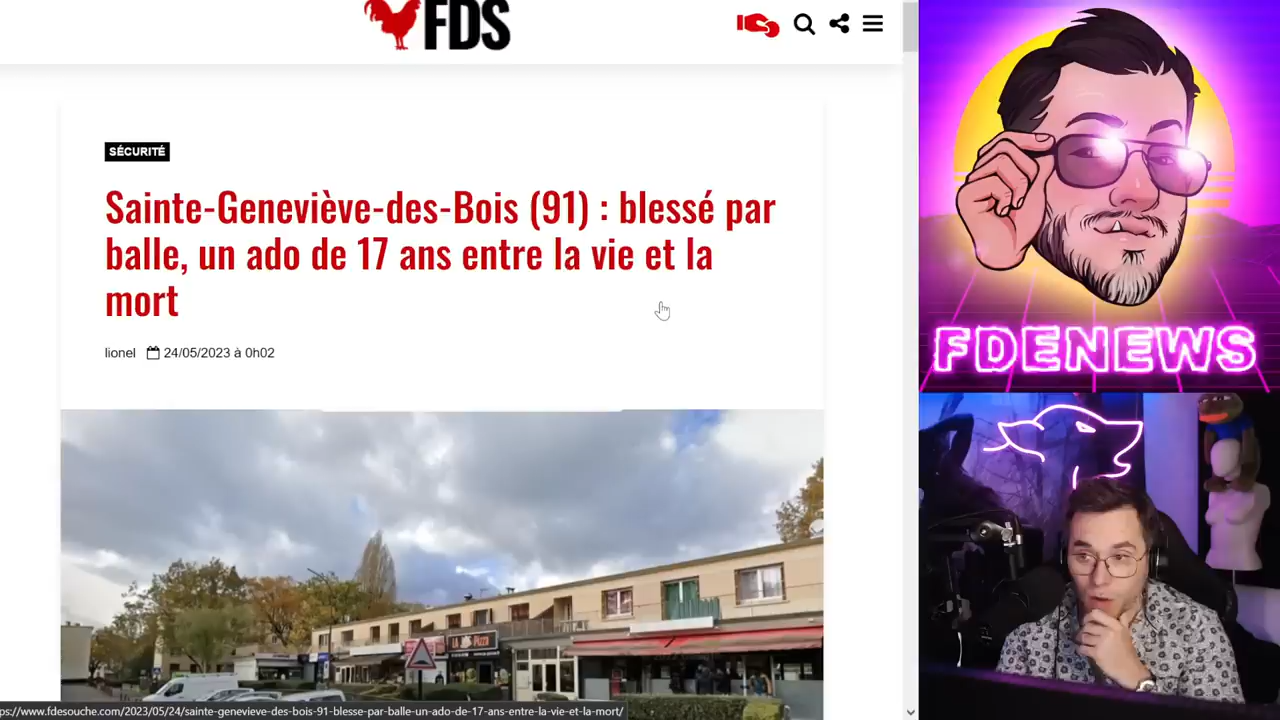 FDS
SÉCURITÉ
Sainte-Geneviève-des-Bois (91) : blessé par
balle, un ado de 17 ans entre la vie et la
mort
lionel 24/05/2023 à 0h02
FDENEWS
PIZZA
ps://www.fdesouche.com/2023/05/24/sainte-genevieve-des-bois-91-blesse-par-balle-un-ado-de-17-ans-entre-la-vie-et-la-mort/